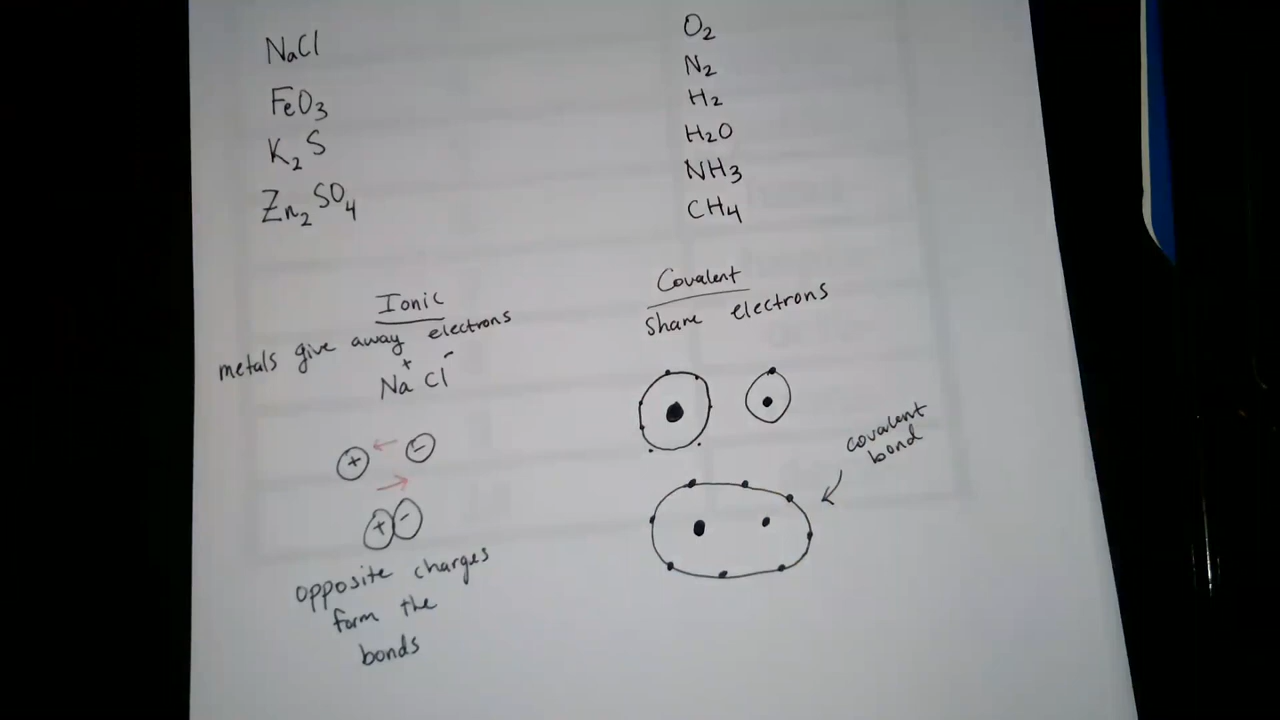 NaCl
FeO₃
K₂S
Zn₂SO₄
O₂
N₂
H₂
H₂O
NH₃
CH₄
Ionic
metals give away electrons
Na⁺Cl⁻
+ -
+ -
opposite charges
form the
bonds
Covalent
Share electrons
covalent
bond